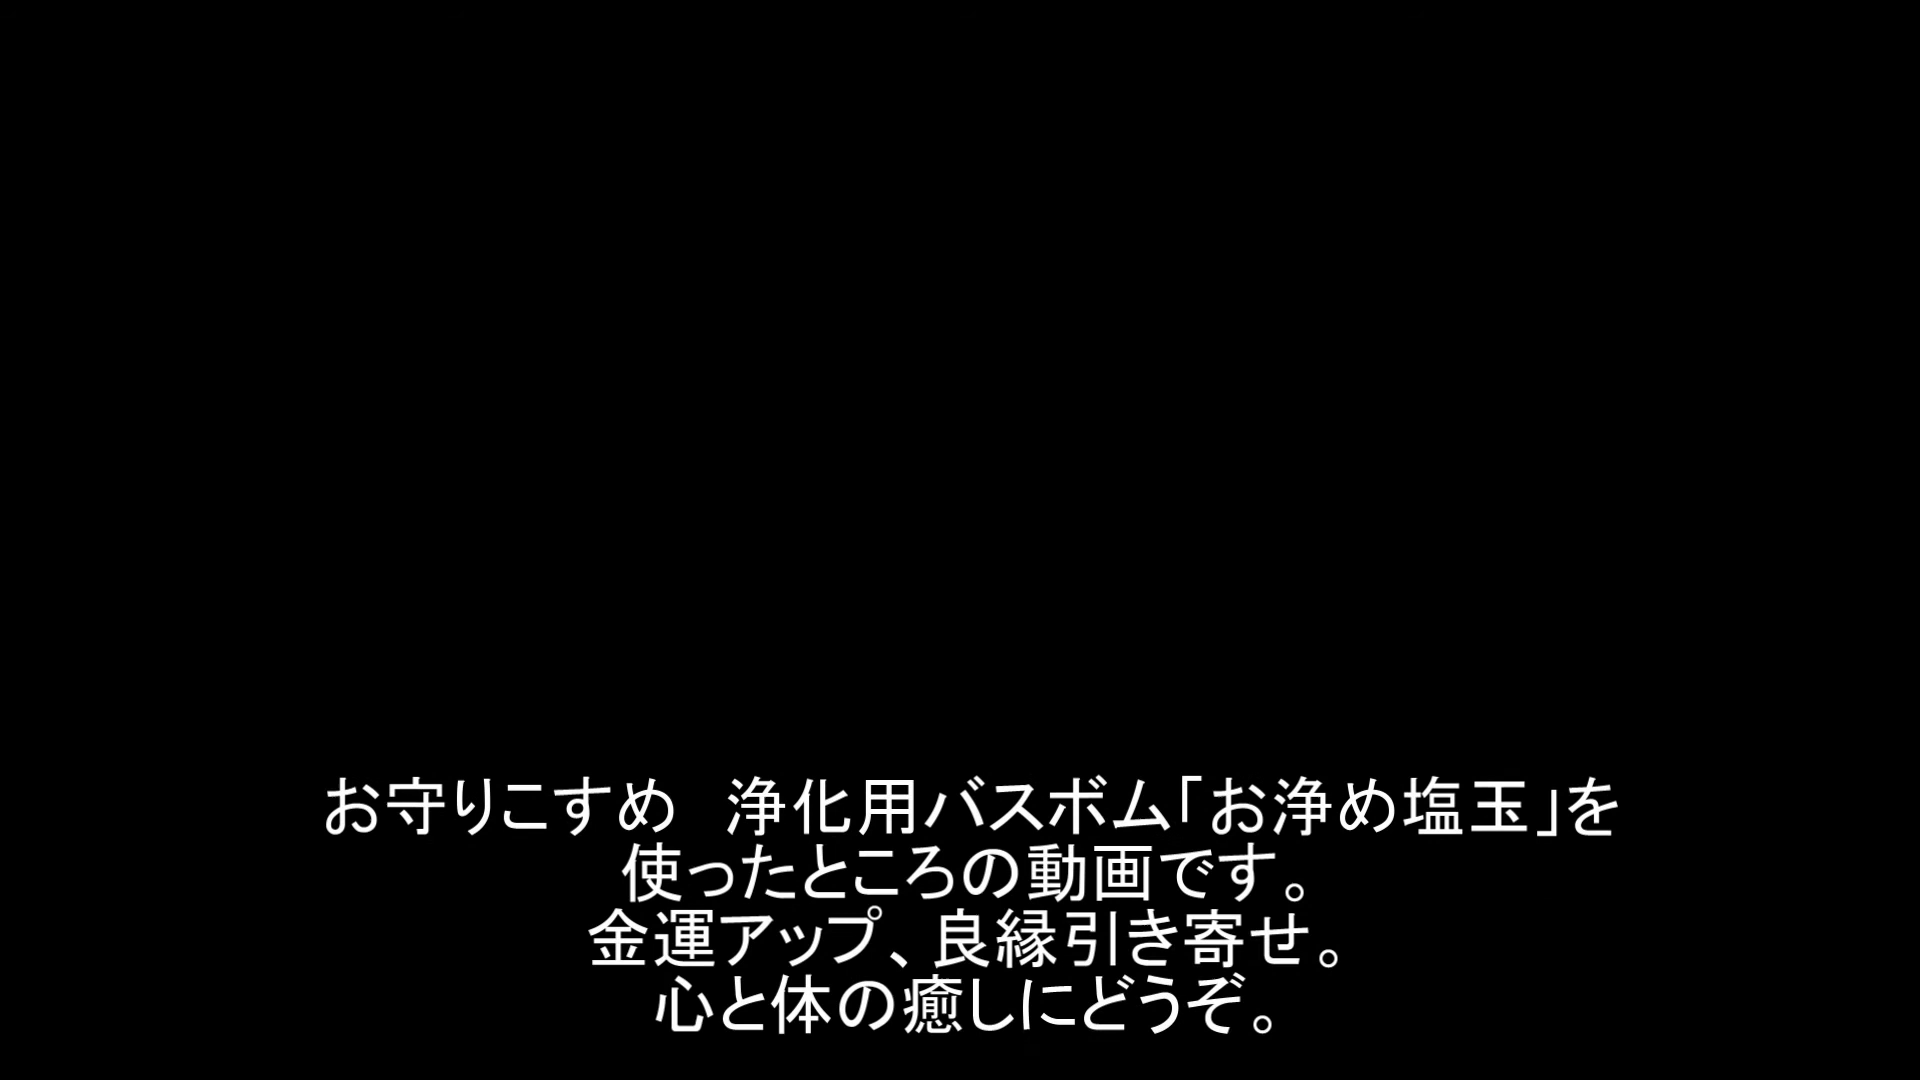 お守りこすめ　浄化用バスボム「お浄め塩玉」を
使ったところの動画です。
金運アップ、良縁引き寄せ。
心と体の癒しにどうぞ。